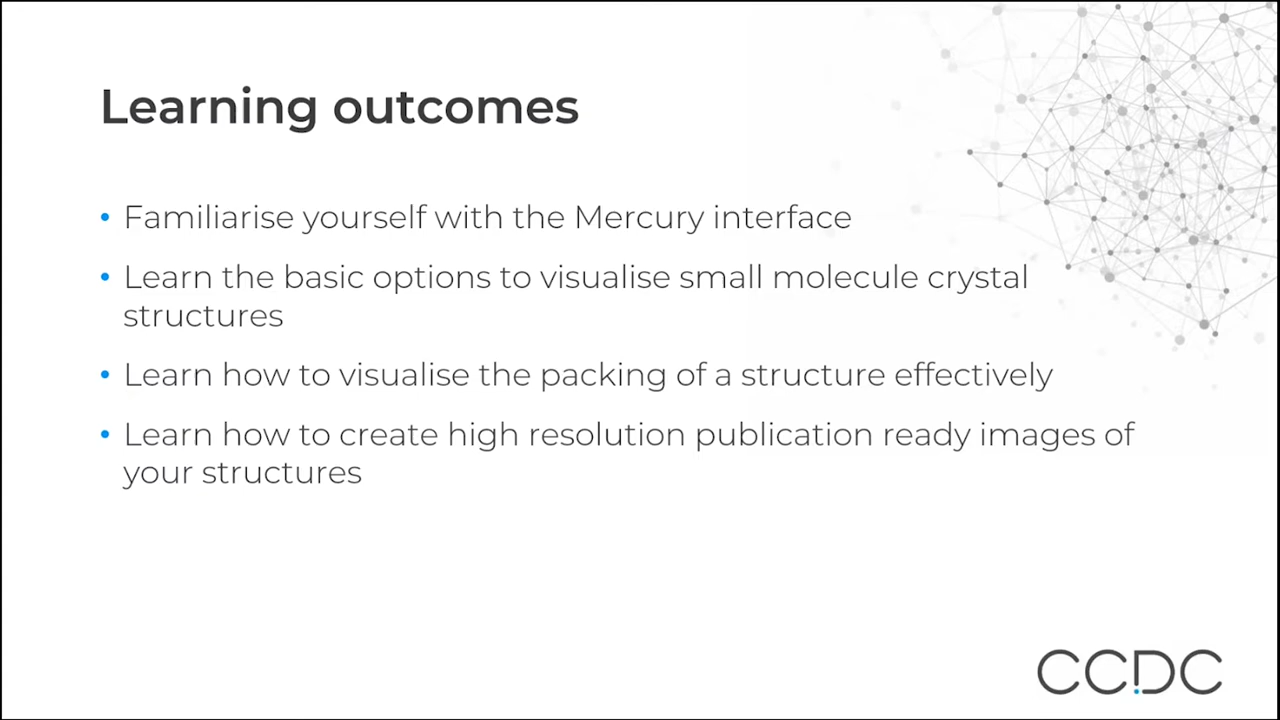 Learning outcomes
• Familiarise yourself with the Mercury interface
• Learn the basic options to visualise small molecule crystal
structures
• Learn how to visualise the packing of a structure effectively
• Learn how to create high resolution publication ready images of
your structures
CCDC